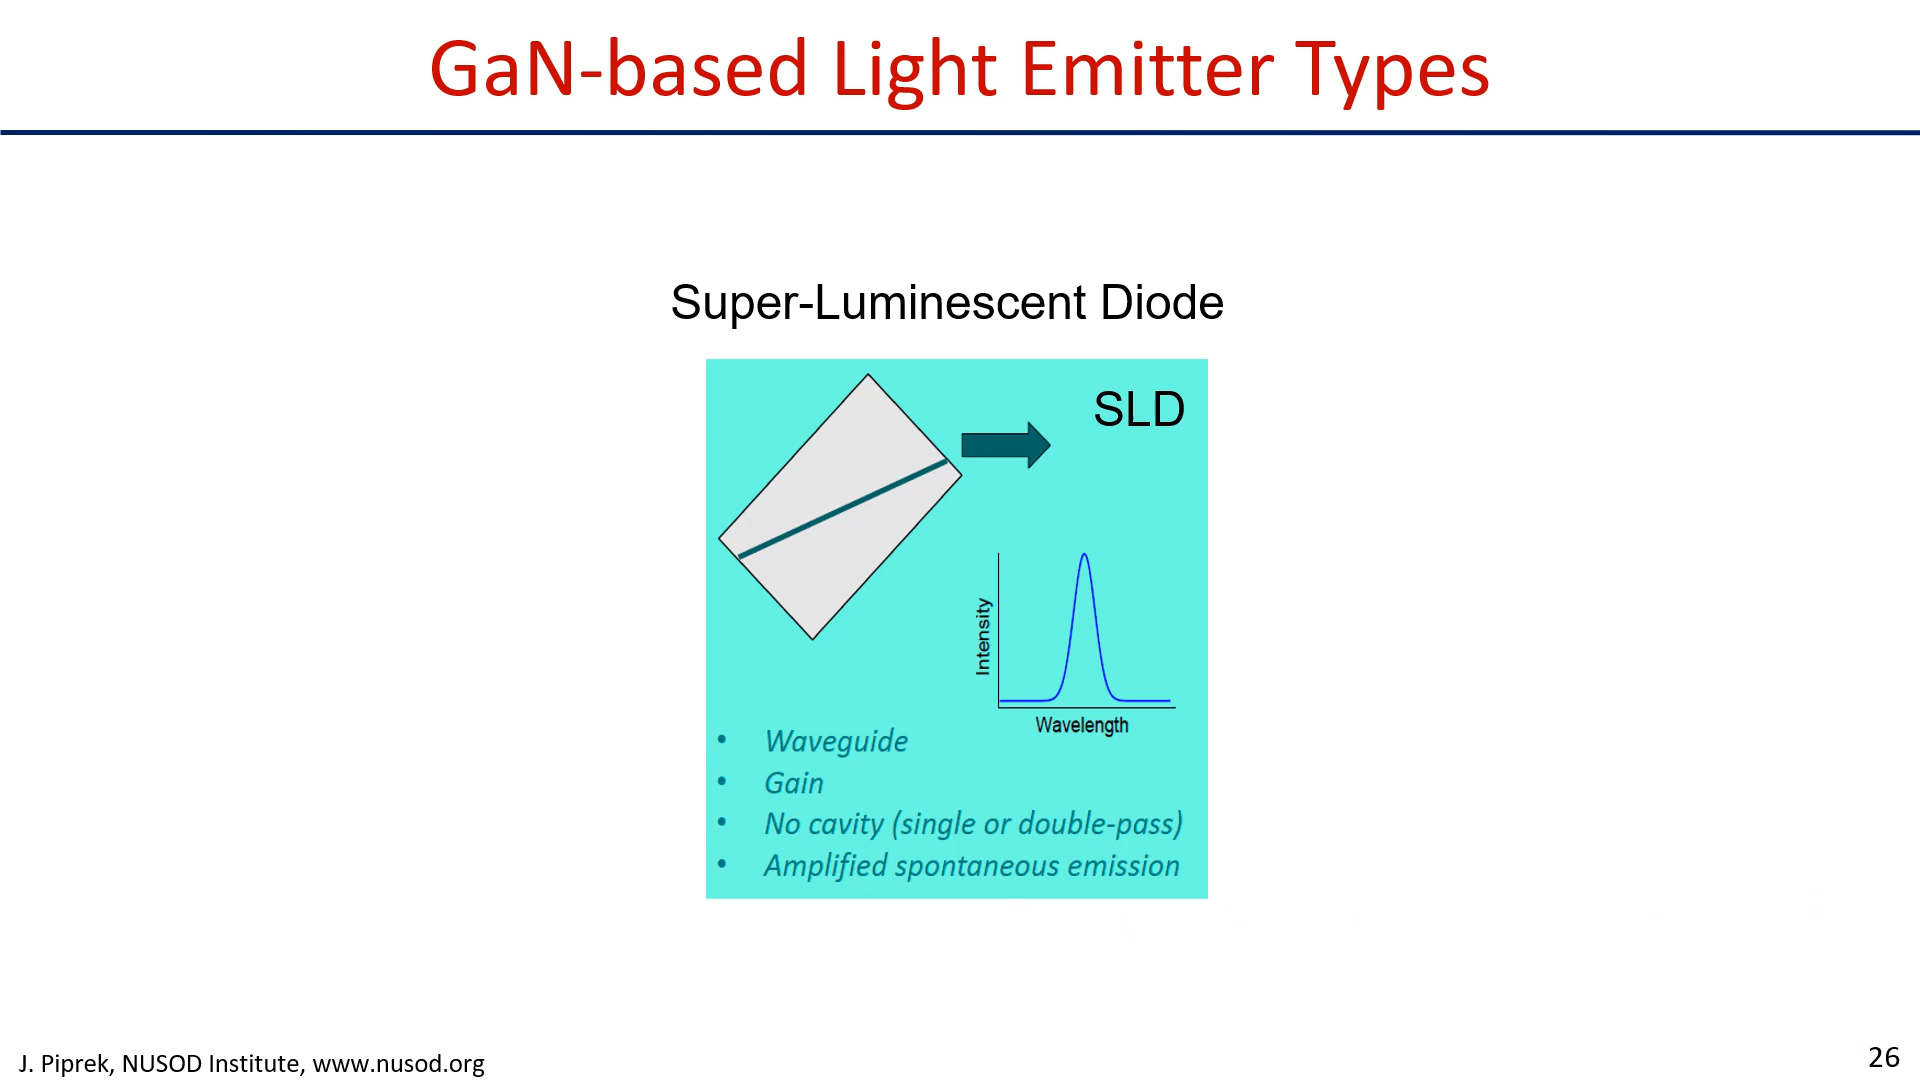 GaN-based Light Emitter Types
Super-Luminescent Diode
SLD
Intensity
Wavelength
• Waveguide
• Gain
• No cavity (single or double-pass)
• Amplified spontaneous emission
J. Piprek, NUSOD Institute, www.nusod.org
26